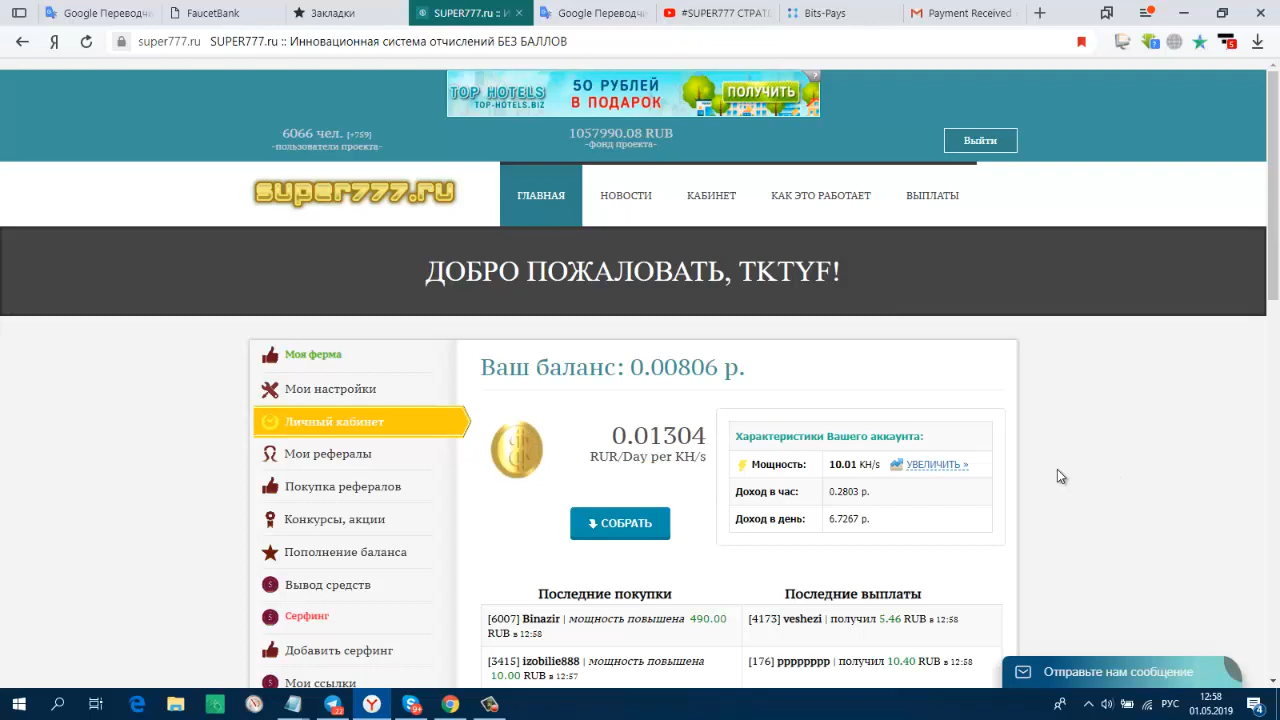 Google Переводчи
FaucetBank
Закладки
SUPER777.ru :: И
Google Переводчи
#SUPER777 СТРАТЕ
Bits-Pays
Payment Received
super777.ru SUPER777.ru :: Инновационная система отчислений БЕЗ БАЛЛОВ
TOP HOTELS
TOP-HOTELS.BIZ
50 РУБЛЕЙ
В ПОДАРОК
ПОЛУЧИТЬ
6066 чел. [+759]
-пользователи проекта-
1057990.08 RUB
-фонд проекта-
Выйти
super777.ru
ГЛАВНАЯ НОВОСТИ КАБИНЕТ КАК ЭТО РАБОТАЕТ ВЫПЛАТЫ
ДОБРО ПОЖАЛОВАТЬ, TKTYF!
Моя ферма
Мои настройки
Личный кабинет
Мои рефералы
Покупка рефералов
Конкурсы, акции
Пополнение баланса
Вывод средств
Серфинг
Добавить серфинг
Мои ссылки
Ваш баланс: 0.00806 р.
0.01304
RUR/Day per KH/s
СОБРАТЬ
Характеристики Вашего аккаунта:
Мощность: 10.01 KH/s УВЕЛИЧИТЬ »
Доход в час: 0.2803 р.
Доход в день: 6.7267 р.
Последние покупки
[6007] Binazir | мощность повышена 490.00
RUB в 12:58
[3415] izobilie888 | мощность повышена
10.00 RUB в 12:57
Последние выплаты
[4173] veshezi | получил 5.46 RUB в 12:58
[176] pppppppp | получил 10.40 RUB в 12:58
Отправьте нам сообщение
РУС
12:58
01.05.2019